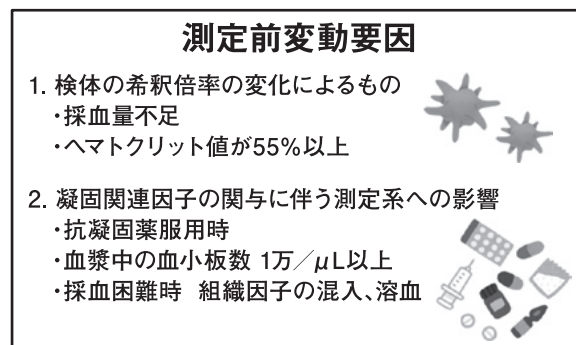 測定前変動要因
1. 検体の希釈倍率の変化によるもの
・採血量不足
・ヘマトクリット値が55％以上
2. 凝固関連因子の関与に伴う測定系への影響
・抗凝固薬服用時
・血漿中の血小板数 1万／μL以上
・採血困難時 組織因子の混入、溶血